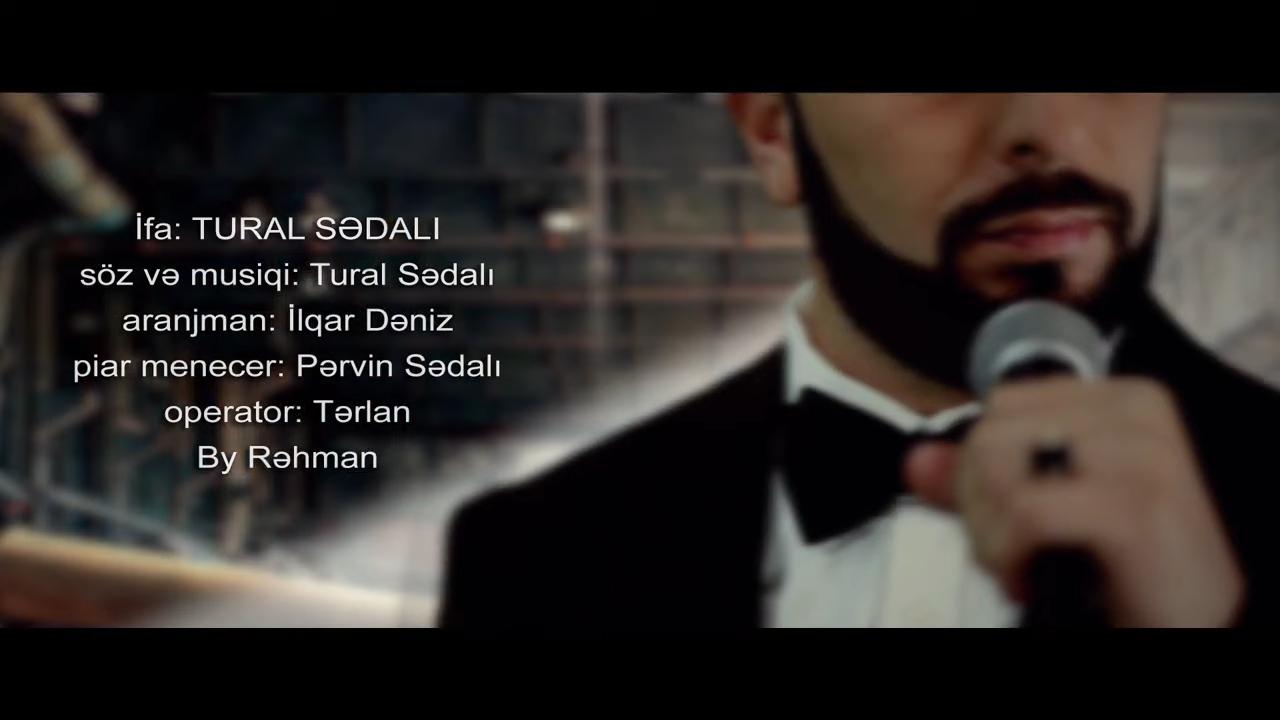 İfa: TURAL SƏDALI
söz və musiqi: Tural Sədalı
aranjman: İlqar Dəniz
piar menecer: Pərvin Sədalı
operator: Tərlan
By Rəhman